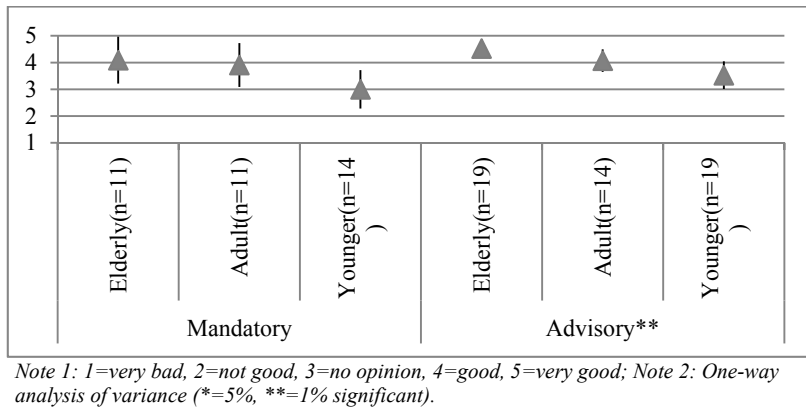 5
4
3
2
1
Elderly(n=11)
Adult(n=11)
Younger(n=14
)
Elderly(n=19)
Adult(n=14)
Younger(n=19
)
Mandatory
Advisory**
Note 1: 1=very bad, 2=not good, 3=no opinion, 4=good, 5=very good; Note 2: One-way
analysis of variance (*=5%, **=1% significant).